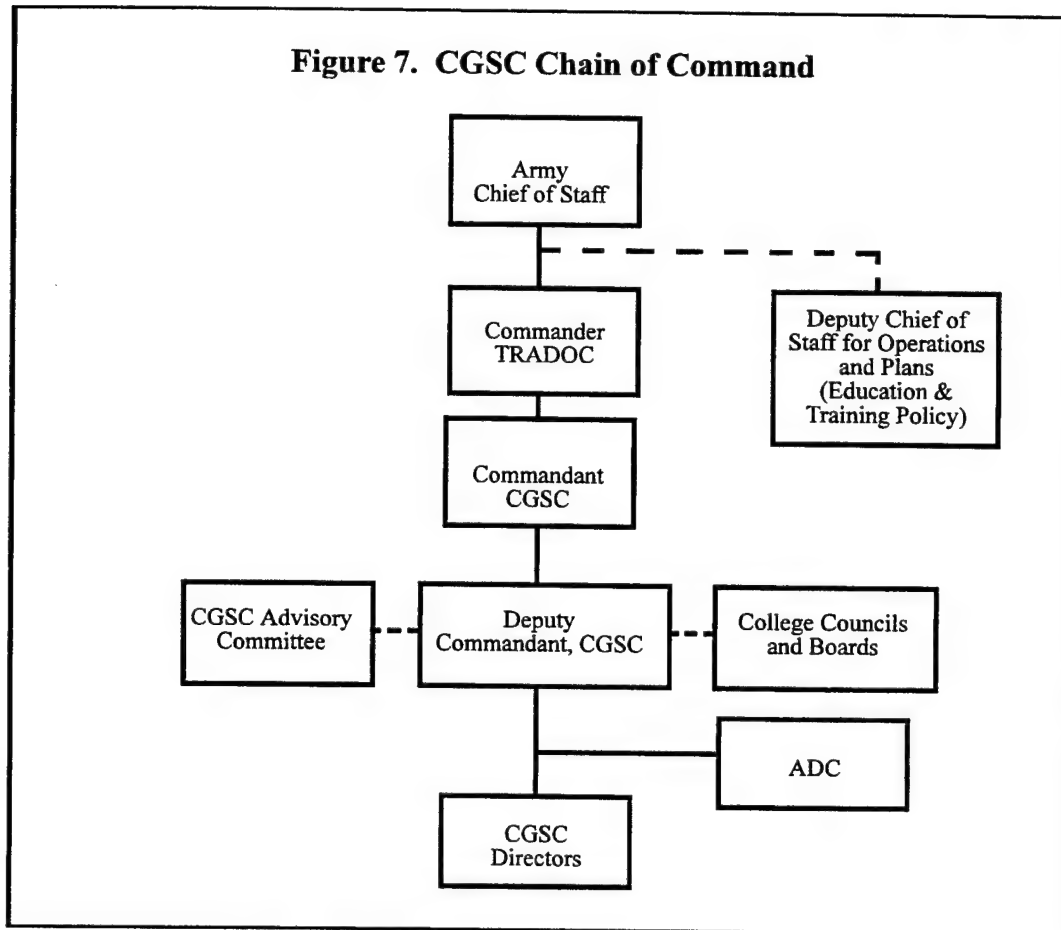 Figure 7. CGSC Chain of Command
Army
Chief of Staff
Commander
TRADOC
Deputy Chief of
Staff for Operations
and Plans
(Education &
Training Policy)
Commandant
CGSC
CGSC Advisory
Committee
Deputy
Commandant, CGSC
College Councils
and Boards
ADC
CGSC
Directors